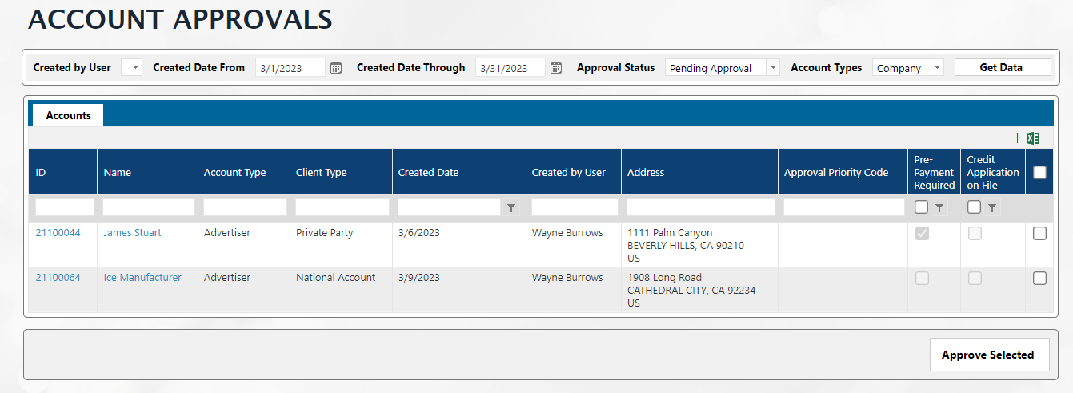 ACCOUNT APPROVALS
Created by User Created Date From 3/1/2023 Created Date Through 3/31/2023 Approval Status Pending Approval Account Types Company Get Data
Accounts
ID Name Account Type Client Type Created Date Created by User Address Approval Priority Code Pre-Payment Required Credit Application on File
21100044 James Stuart Advertiser Private Party 3/6/2023 Wayne Burrows 1111 Palm Canyon
BEVERLY HILLS, CA 90210
US
21100064 Ice Manufacturer Advertiser National Account 3/9/2023 Wayne Burrows 1908 Long Road
CATHEDRAL CITY, CA 92234
US
Approve Selected